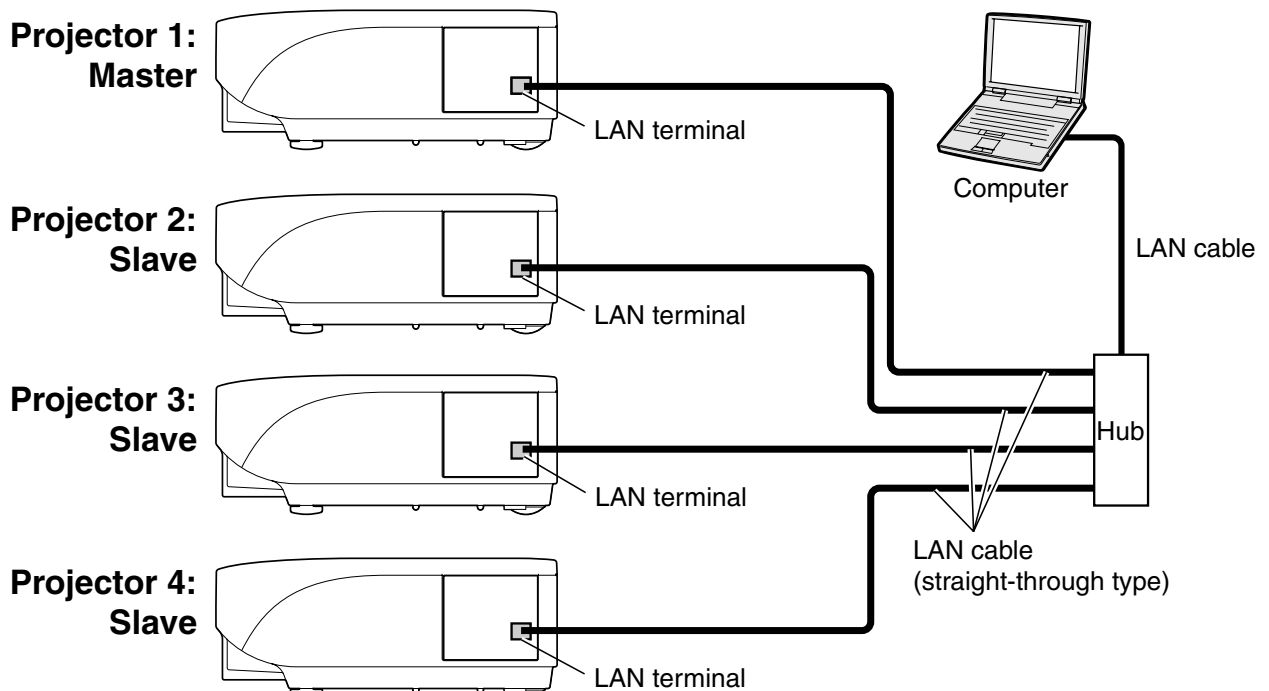 Projector 1:
Master
LAN terminal
Computer
Projector 2:
Slave
LAN terminal
LAN cable
Projector 3:
Slave
LAN terminal
Hub
LAN cable
(straight-through type)
Projector 4:
Slave
LAN terminal